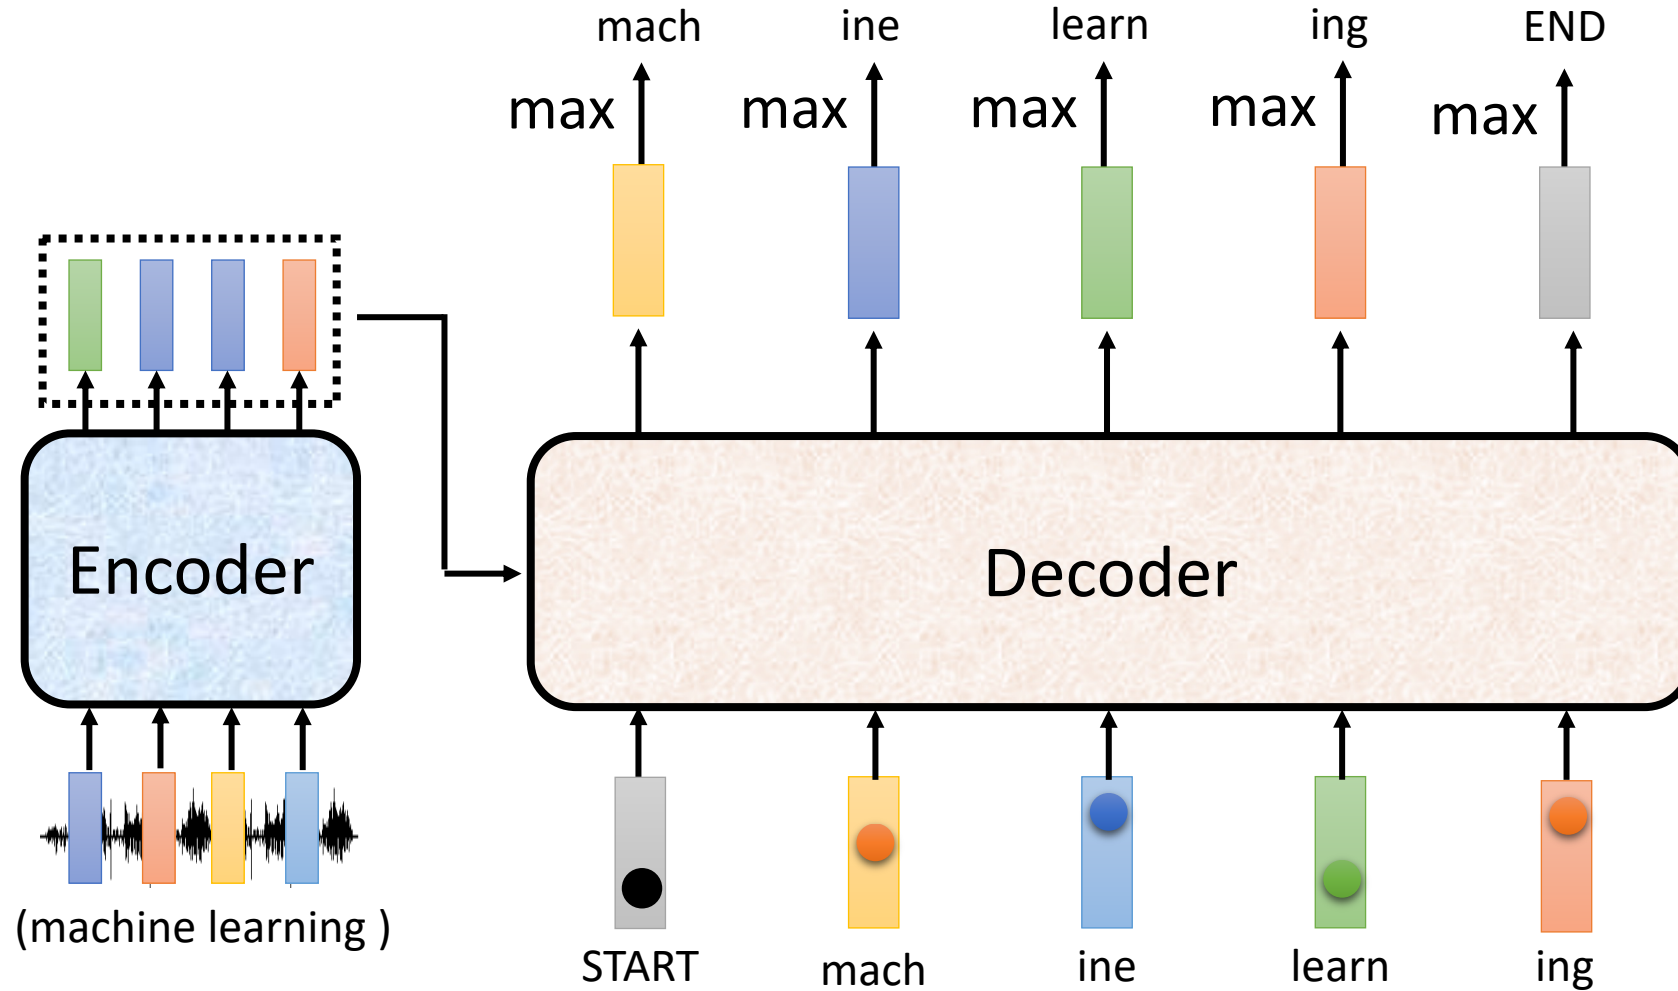 mach ine learn ing END
max max max max max
Encoder
Decoder
(machine learning )
START mach ine learn ing